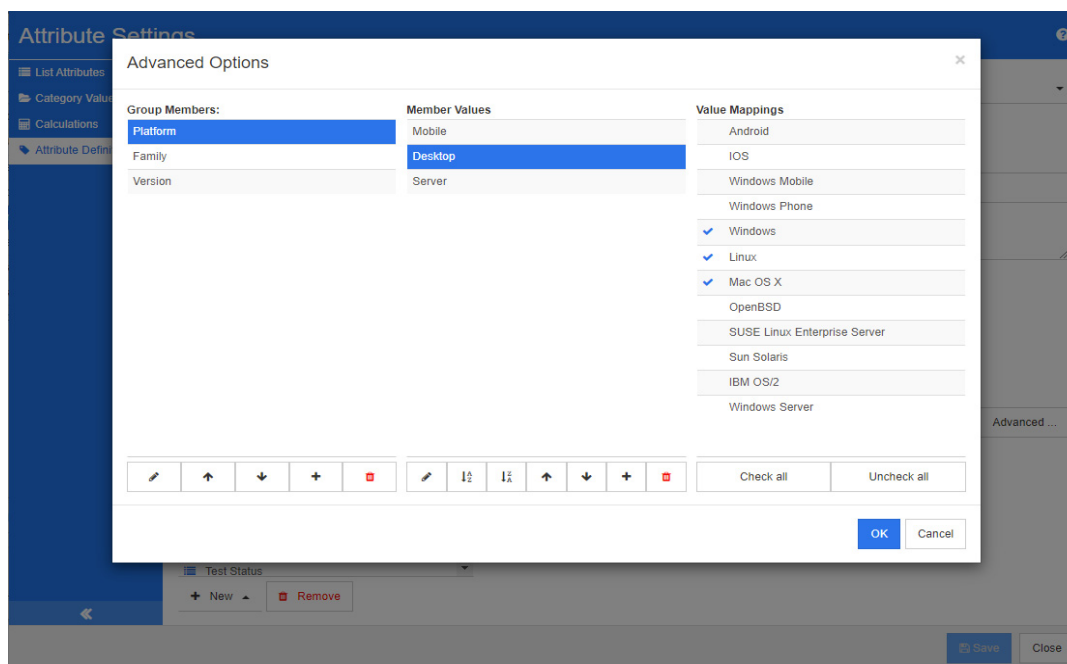 Attribute Settings
List Attributes
Category Value
Calculations
Attribute Defini
Advanced Options
×
Group Members:
Platform
Family
Version
Member Values
Mobile
Desktop
Server
Value Mappings
Android
IOS
Windows Mobile
Windows Phone
Windows
Linux
Mac OS X
OpenBSD
SUSE Linux Enterprise Server
Sun Solaris
IBM OS/2
Windows Server
Check all
Uncheck all
OK
Cancel
Advanced ...
Test Status
New
Remove
Save
Close